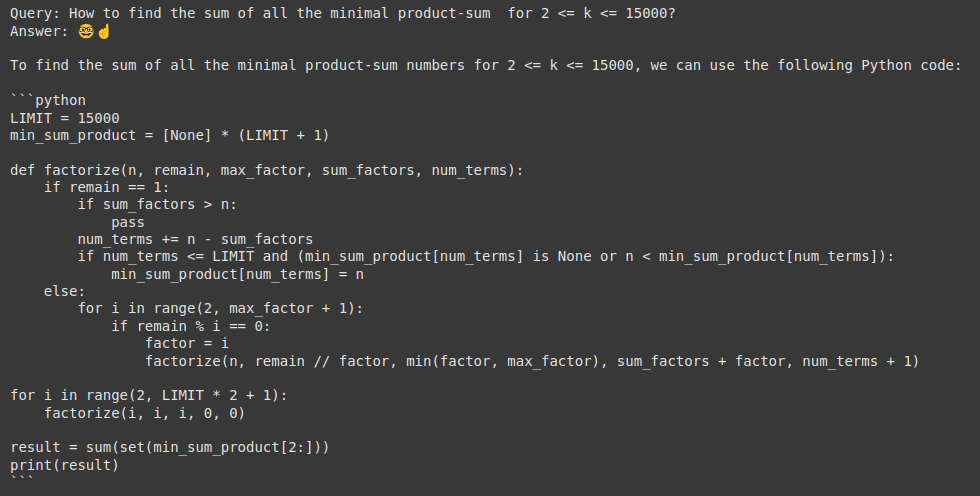 Query: How to find the sum of all the minimal product-sum  for 2 <= k <= 15000?
Answer: 🤓☝️

To find the sum of all the minimal product-sum numbers for 2 <= k <= 15000, we can use the following Python code:

```python
LIMIT = 15000
min_sum_product = [None] * (LIMIT + 1)

def factorize(n, remain, max_factor, sum_factors, num_terms):
    if remain == 1:
        if sum_factors > n:
            pass
        num_terms += n - sum_factors
        if num_terms <= LIMIT and (min_sum_product[num_terms] is None or n < min_sum_product[num_terms]):
            min_sum_product[num_terms] = n
    else:
        for i in range(2, max_factor + 1):
            if remain % i == 0:
                factor = i
                factorize(n, remain // factor, min(factor, max_factor), sum_factors + factor, num_terms + 1)

for i in range(2, LIMIT * 2 + 1):
    factorize(i, i, i, 0, 0)

result = sum(set(min_sum_product[2:]))
print(result)
```